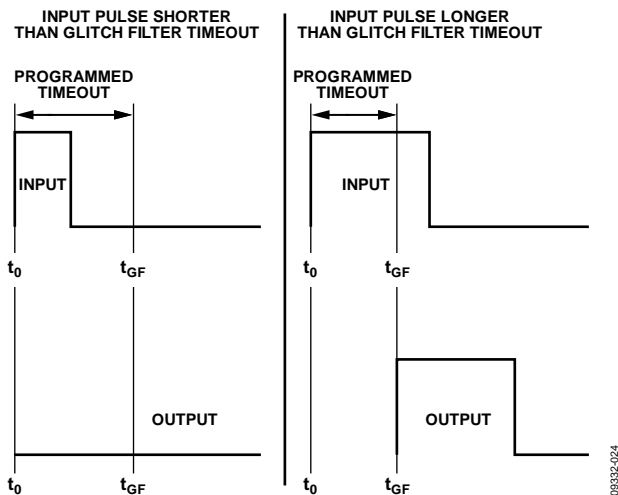 INPUT PULSE SHORTER
THAN GLITCH FILTER TIMEOUT
PROGRAMMED
TIMEOUT
INPUT
t0
tGF
OUTPUT
t0
tGF
INPUT PULSE LONGER
THAN GLITCH FILTER TIMEOUT
PROGRAMMED
TIMEOUT
INPUT
t0
tGF
OUTPUT
t0
tGF
09332-024